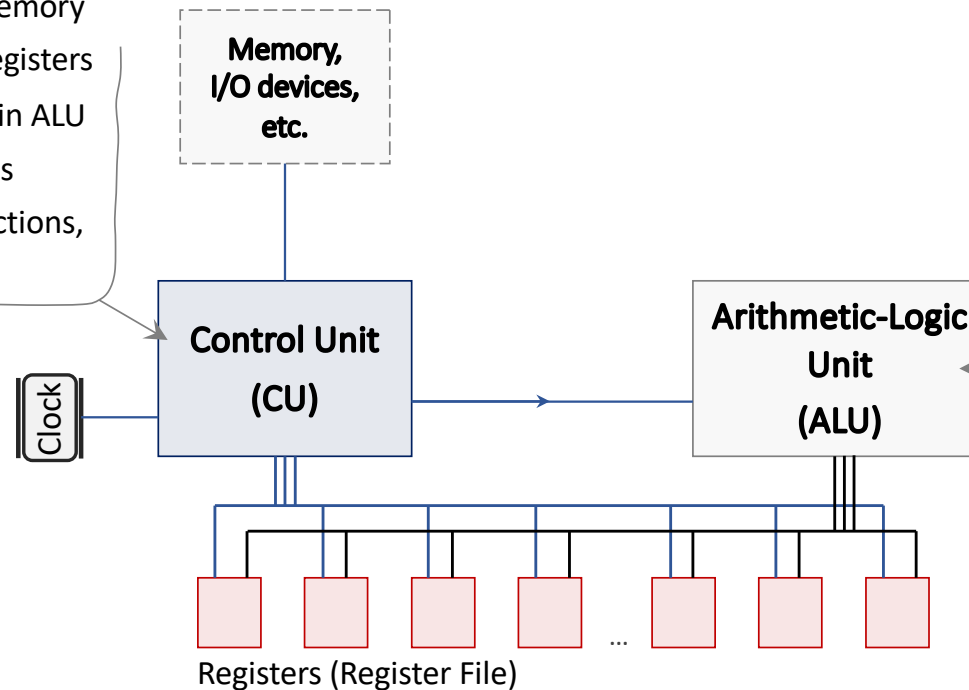 emory
egisters
in ALU
s
ctions,
Memory,
I/O devices,
etc.
Control Unit
(CU)
Arithmetic-Logic
Unit
(ALU)
Clock
...
Registers (Register File)